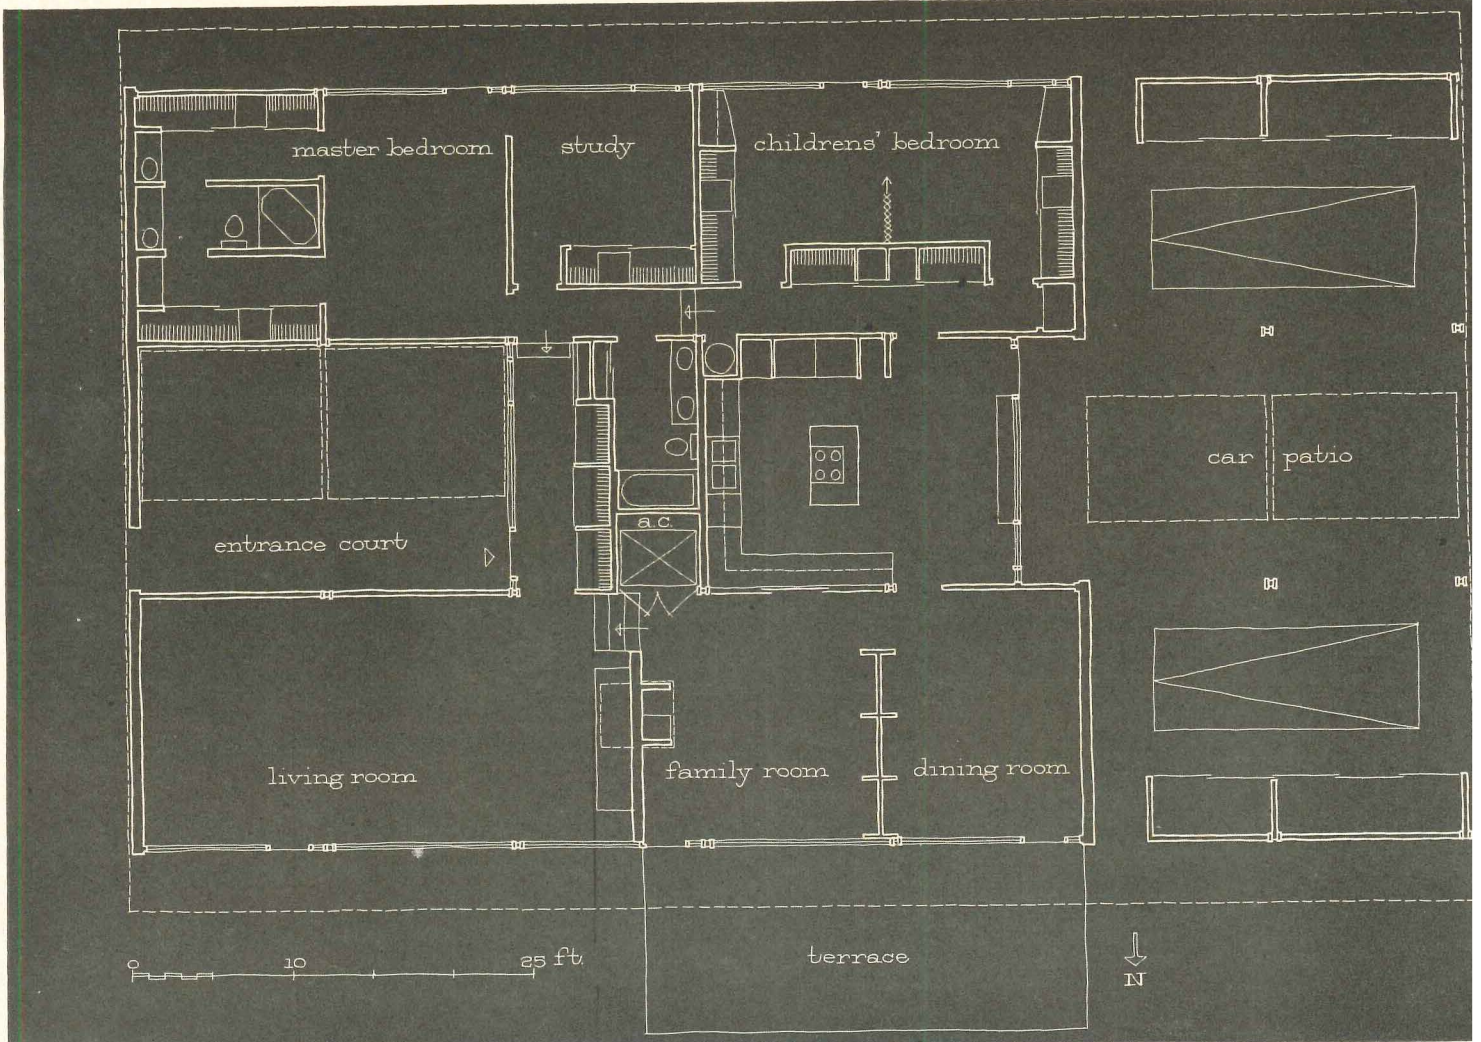 master bedroom
study
childrens' bedroom
car patio
a.c.
entrance court
living room
family room
dining room
0 10 25 ft.
terrace
N